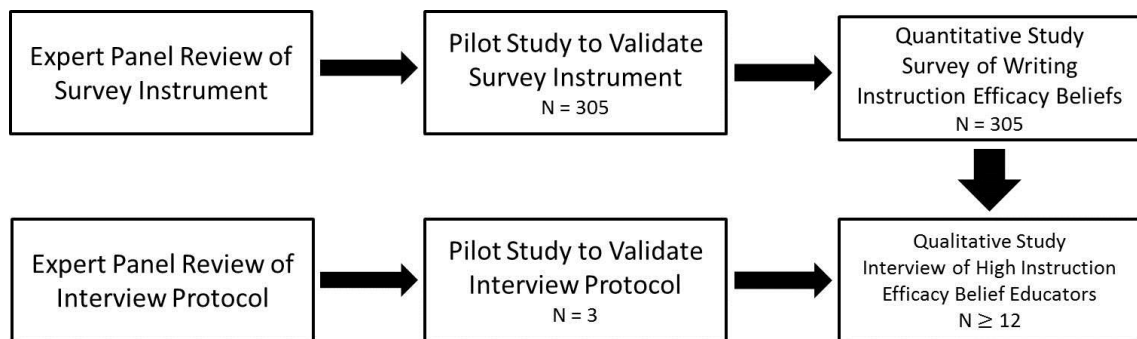 Expert Panel Review of
Survey Instrument
Pilot Study to Validate
Survey Instrument
N = 305
Quantitative Study
Survey of Writing
Instruction Efficacy Beliefs
N = 305
Expert Panel Review of
Interview Protocol
Pilot Study to Validate
Interview Protocol
N = 3
Qualitative Study
Interview of High Instruction
Efficacy Belief Educators
N ≥ 12